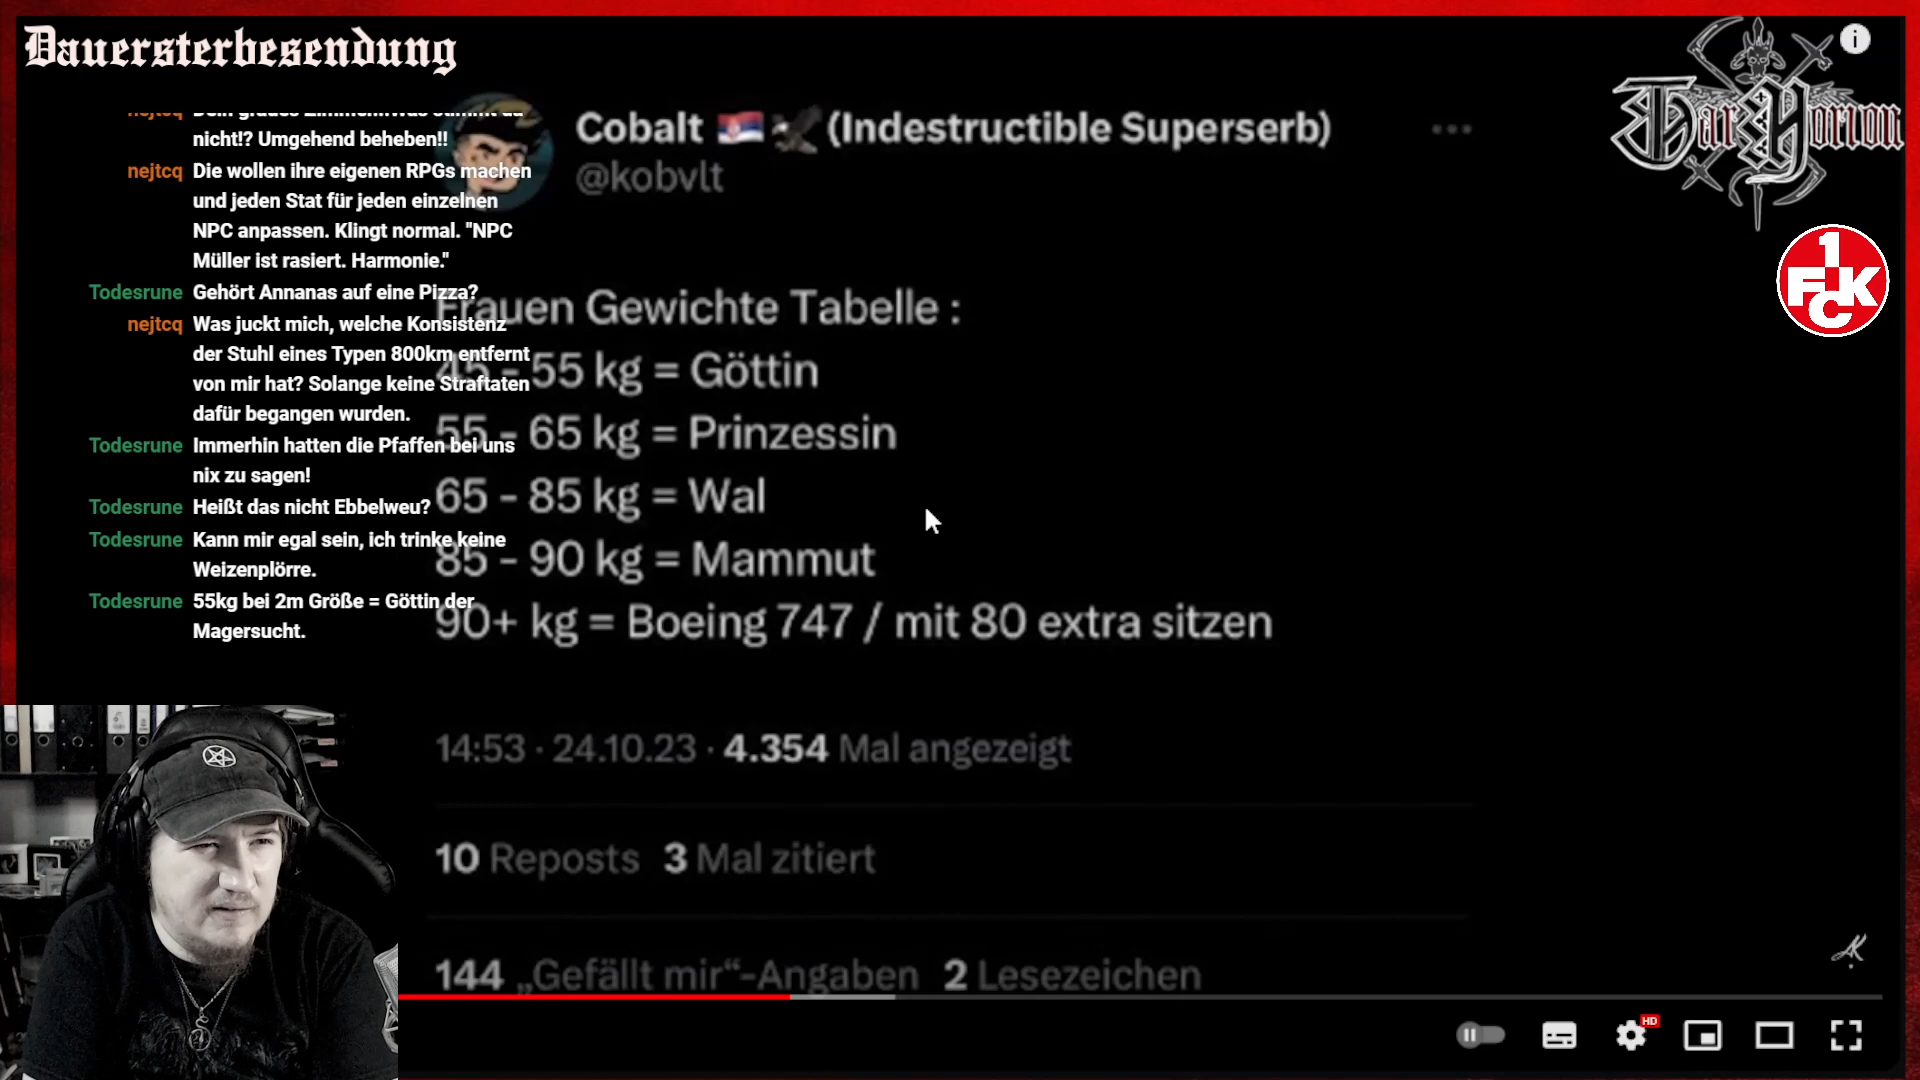 Dauersterbesendung
nicht!? Umgehend beheben!!
nejtcq Die wollen ihre eigenen RPGs machen
und jeden Stat für jeden einzelnen
NPC anpassen. Klingt normal. "NPC
Müller ist rasiert. Harmonie."
Todesrune Gehört Annanas auf eine Pizza?
nejtcq Was juckt mich, welche Konsistenz
der Stuhl eines Typen 800km entfernt
von mir hat? Solange keine Straftaten
dafür begangen wurden.
Todesrune Immerhin hatten die Pfaffen bei uns
nix zu sagen!
Todesrune Heißt das nicht Ebbelweu?
Todesrune Kann mir egal sein, ich trinke keine
Weizenplörre.
Todesrune 55kg bei 2m Größe = Göttin der
Magersucht.
Cobalt (Indestructible Superserb)
@kobvlt
Frauen Gewichte Tabelle :
45 - 55 kg = Göttin
55 - 65 kg = Prinzessin
65 - 85 kg = Wal
85 - 90 kg = Mammut
90+ kg = Boeing 747 / mit 80 extra sitzen
14:53 · 24.10.23 · 4.354 Mal angezeigt
10 Reposts 3 Mal zitiert
144 „Gefällt mir“-Angaben 2 Lesezeichen
Tar Horion
1
FCK
HD